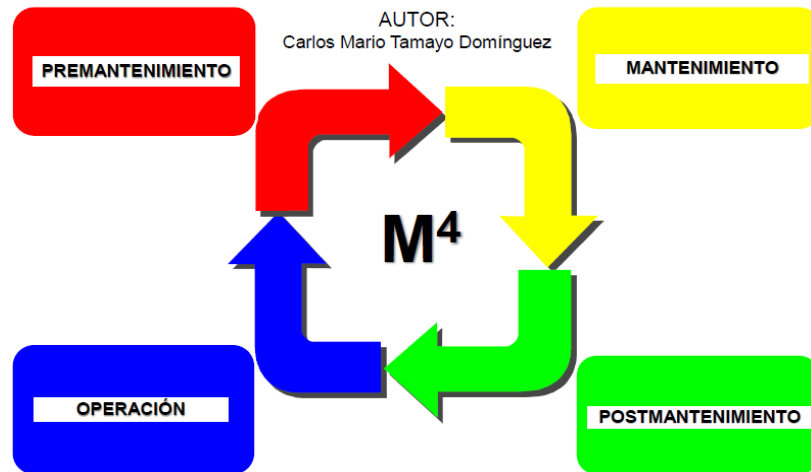 AUTOR:
Carlos Mario Tamayo Domínguez
PREMANTENIMIENTO
MANTENIMIENTO
M⁴
OPERACIÓN
POSTMANTENIMIENTO